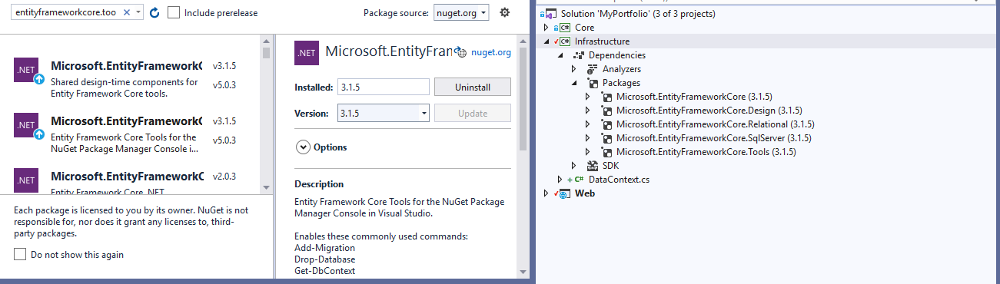 entityframeworkcore.too
Include prerelease
Package source:
nuget.org
.NET
Microsoft.EntityFrameworkC
v3.1.5
Shared design-time components for
Entity Framework Core tools.
v5.0.3
.NET
Microsoft.EntityFrameworkC
v3.1.5
Entity Framework Core Tools for the
NuGet Package Manager Console i...
v5.0.3
.NET
Microsoft.EntityFrameworkC
v2.0.3
Entity Framework Core .NET
Each package is licensed to you by its owner. NuGet is not
responsible for, nor does it grant any licenses to, third-
party packages.
Do not show this again
.NET
Microsoft.EntityFran
nuget.org
Installed:
3.1.5
Uninstall
Version:
3.1.5
Update
Options
Description
Entity Framework Core Tools for the NuGet Package
Manager Console in Visual Studio.
Enables these commonly used commands:
Add-Migration
Drop-Database
Get-DbContext
Solution 'MyPortfolio' (3 of 3 projects)
C# Core
C# Infrastructure
Dependencies
Analyzers
Packages
Microsoft.EntityFrameworkCore (3.1.5)
Microsoft.EntityFrameworkCore.Design (3.1.5)
Microsoft.EntityFrameworkCore.Relational (3.1.5)
Microsoft.EntityFrameworkCore.SqlServer (3.1.5)
Microsoft.EntityFrameworkCore.Tools (3.1.5)
SDK
+ C# DataContext.cs
Web